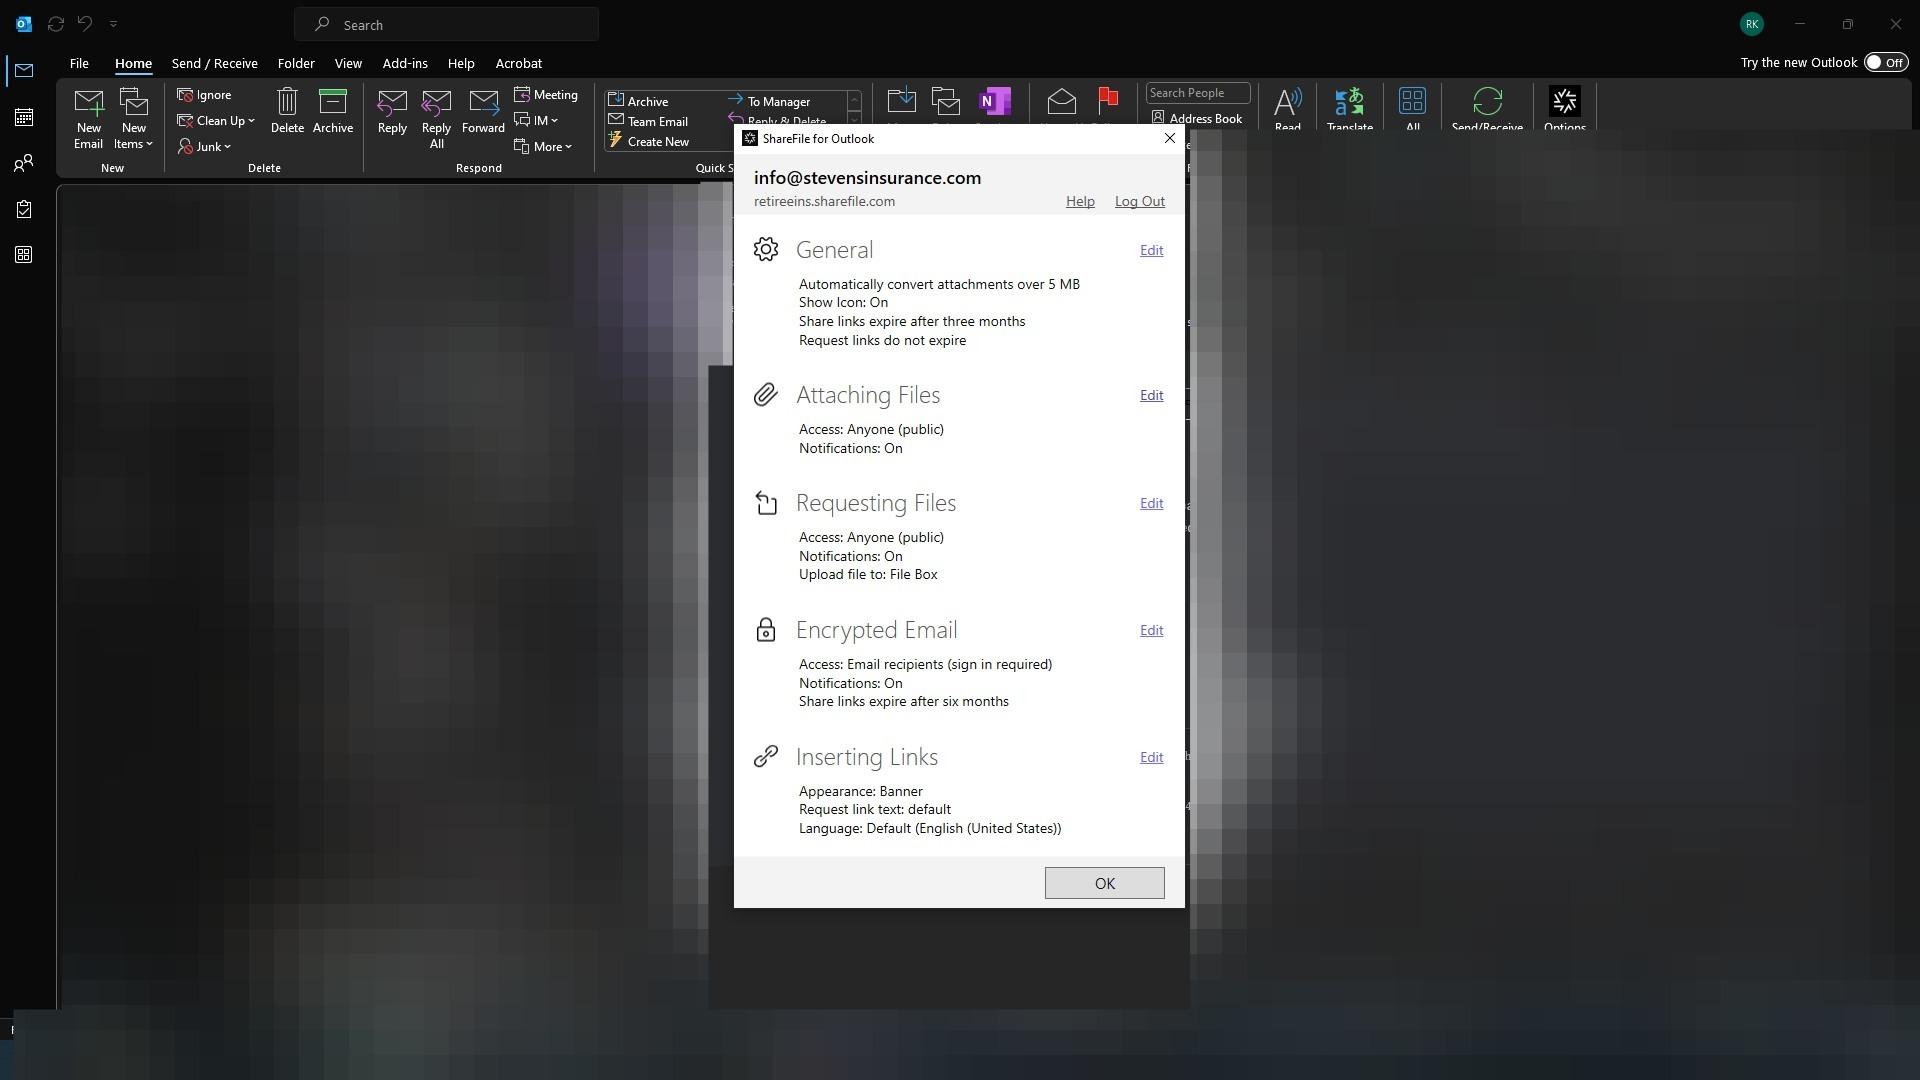 Search
RK
File
Home
Send / Receive
Folder
View
Add-ins
Help
Acrobat
Try the new Outlook
Off
New
Email
New
Items
New
Ignore
Clean Up
Junk
Delete
Archive
Delete
Reply
Reply
All
Forward
Meeting
IM
More
Respond
Archive
Team Email
Create New
To Manager
Reply & Delete
Quick S
N
Search People
Address Book
Read
Translate
All
Send/Receive
Options
ShareFile for Outlook
info@stevensinsurance.com
retireeins.sharefile.com
Help
Log Out
General
Edit
Automatically convert attachments over 5 MB
Show Icon: On
Share links expire after three months
Request links do not expire
Attaching Files
Edit
Access: Anyone (public)
Notifications: On
Requesting Files
Edit
Access: Anyone (public)
Notifications: On
Upload file to: File Box
Encrypted Email
Edit
Access: Email recipients (sign in required)
Notifications: On
Share links expire after six months
Inserting Links
Edit
Appearance: Banner
Request link text: default
Language: Default (English (United States))
OK